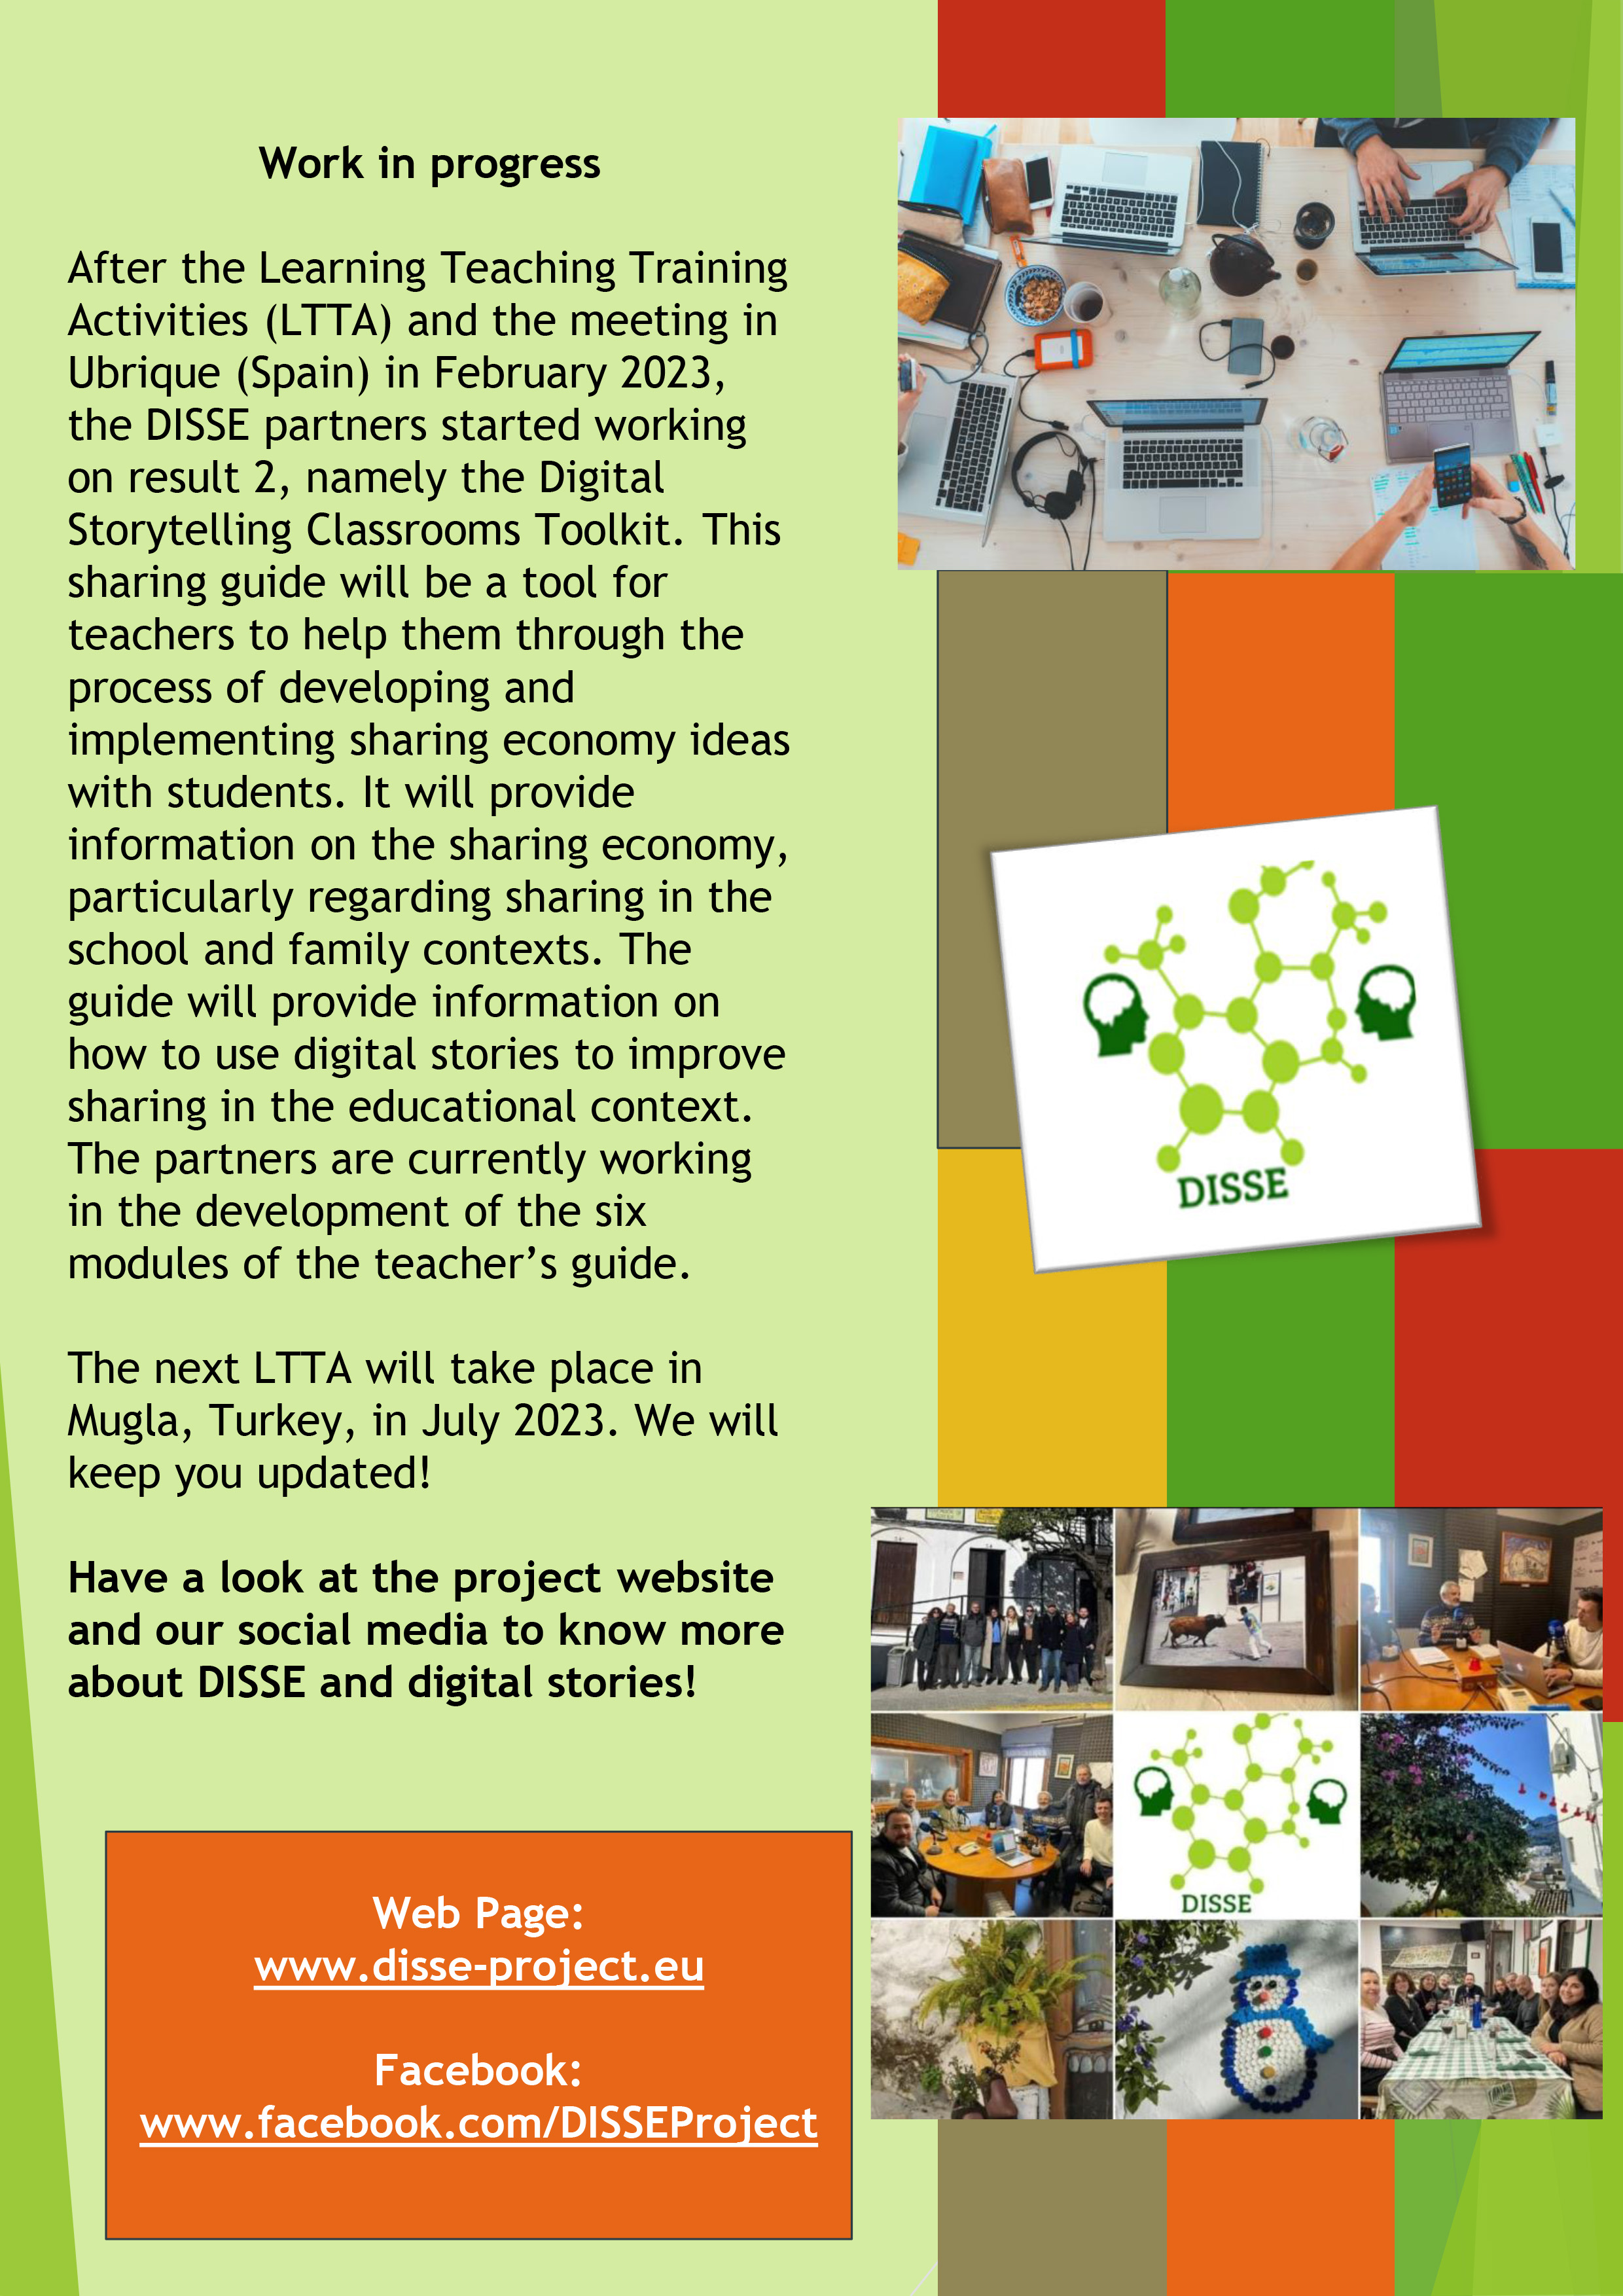 Work in progress
After the Learning Teaching Training
Activities (LTTA) and the meeting in
Ubrique (Spain) in February 2023,
the DISSE partners started working
on result 2, namely the Digital
Storytelling Classrooms Toolkit. This
sharing guide will be a tool for
teachers to help them through the
process of developing and
implementing sharing economy ideas
with students. It will provide
information on the sharing economy,
particularly regarding sharing in the
school and family contexts. The
guide will provide information on
how to use digital stories to improve
sharing in the educational context.
The partners are currently working
in the development of the six
modules of the teacher’s guide.
The next LTTA will take place in
Mugla, Turkey, in July 2023. We will
keep you updated!
Have a look at the project website
and our social media to know more
about DISSE and digital stories!
Web Page:
www.disse-project.eu
Facebook:
www.facebook.com/DISSEProject
DISSE
DISSE